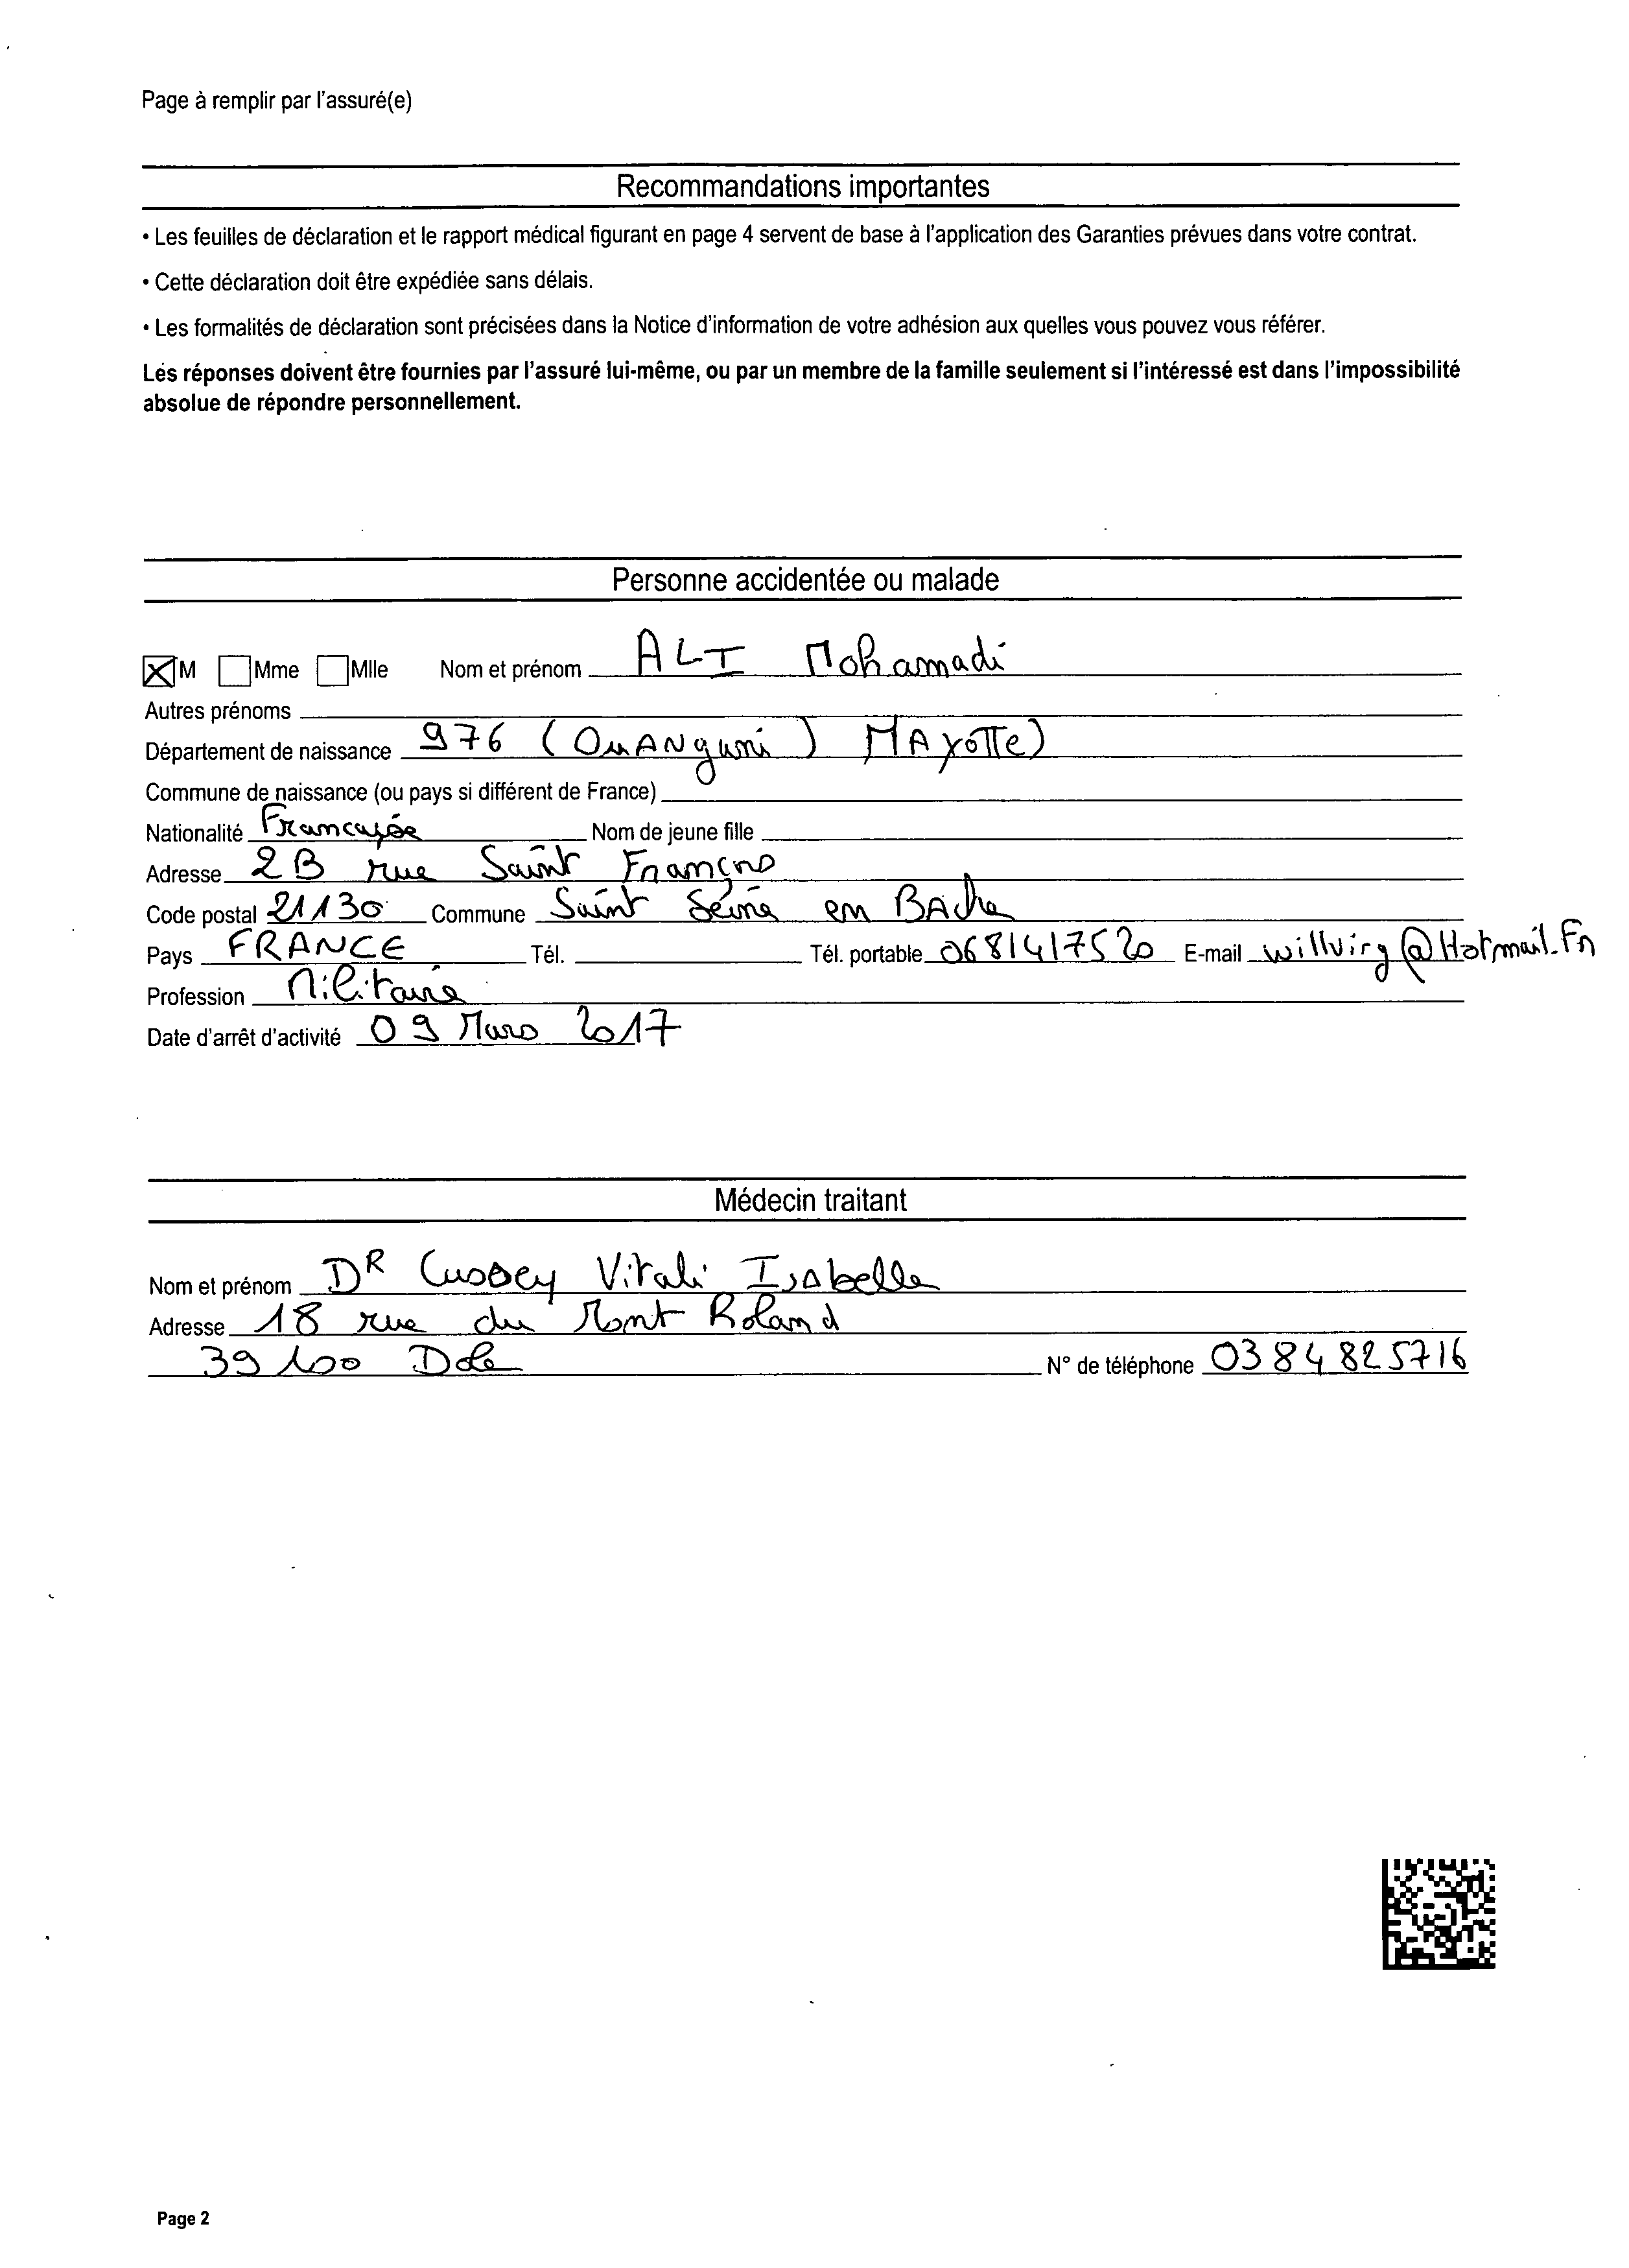 Page à remplir par l'assuré(e)
Recommandations importantes
• Les feuilles de déclaration et le rapport médical figurant en page 4 servent de base à l'application des Garanties prévues dans votre contrat.
• Cette déclaration doit être expédiée sans délais.
• Les formalités de déclaration sont précisées dans la Notice d'information de votre adhésion aux quelles vous pouvez vous référer.
Les réponses doivent être fournies par l'assuré lui-même, ou par un membre de la famille seulement si l'intéressé est dans l'impossibilité
absolue de répondre personnellement.
Personne accidentée ou malade
M Mme Mlle Nom et prénom ALI Mohamadi
Autres prénoms
Département de naissance 976 (OuANguni) MAyoTTe)
Commune de naissance (ou pays si différent de France)
Nationalité Nom de jeune fille
Adresse 2 B rue Saint François
Code postal 21130 Commune Saint Seine en BAche
Pays FRANCE Tél. Tél. portable 0681417520 E-mail willvirg@Hotmail.Fr
Profession Militaire
Date d'arrêt d'activité 09 Mars 2017
Médecin traitant
Nom et prénom DR Cussey Vitali Isabelle
Adresse 18 rue du Mont Roland
39100 Dole N° de téléphone 0384825716
Page 2